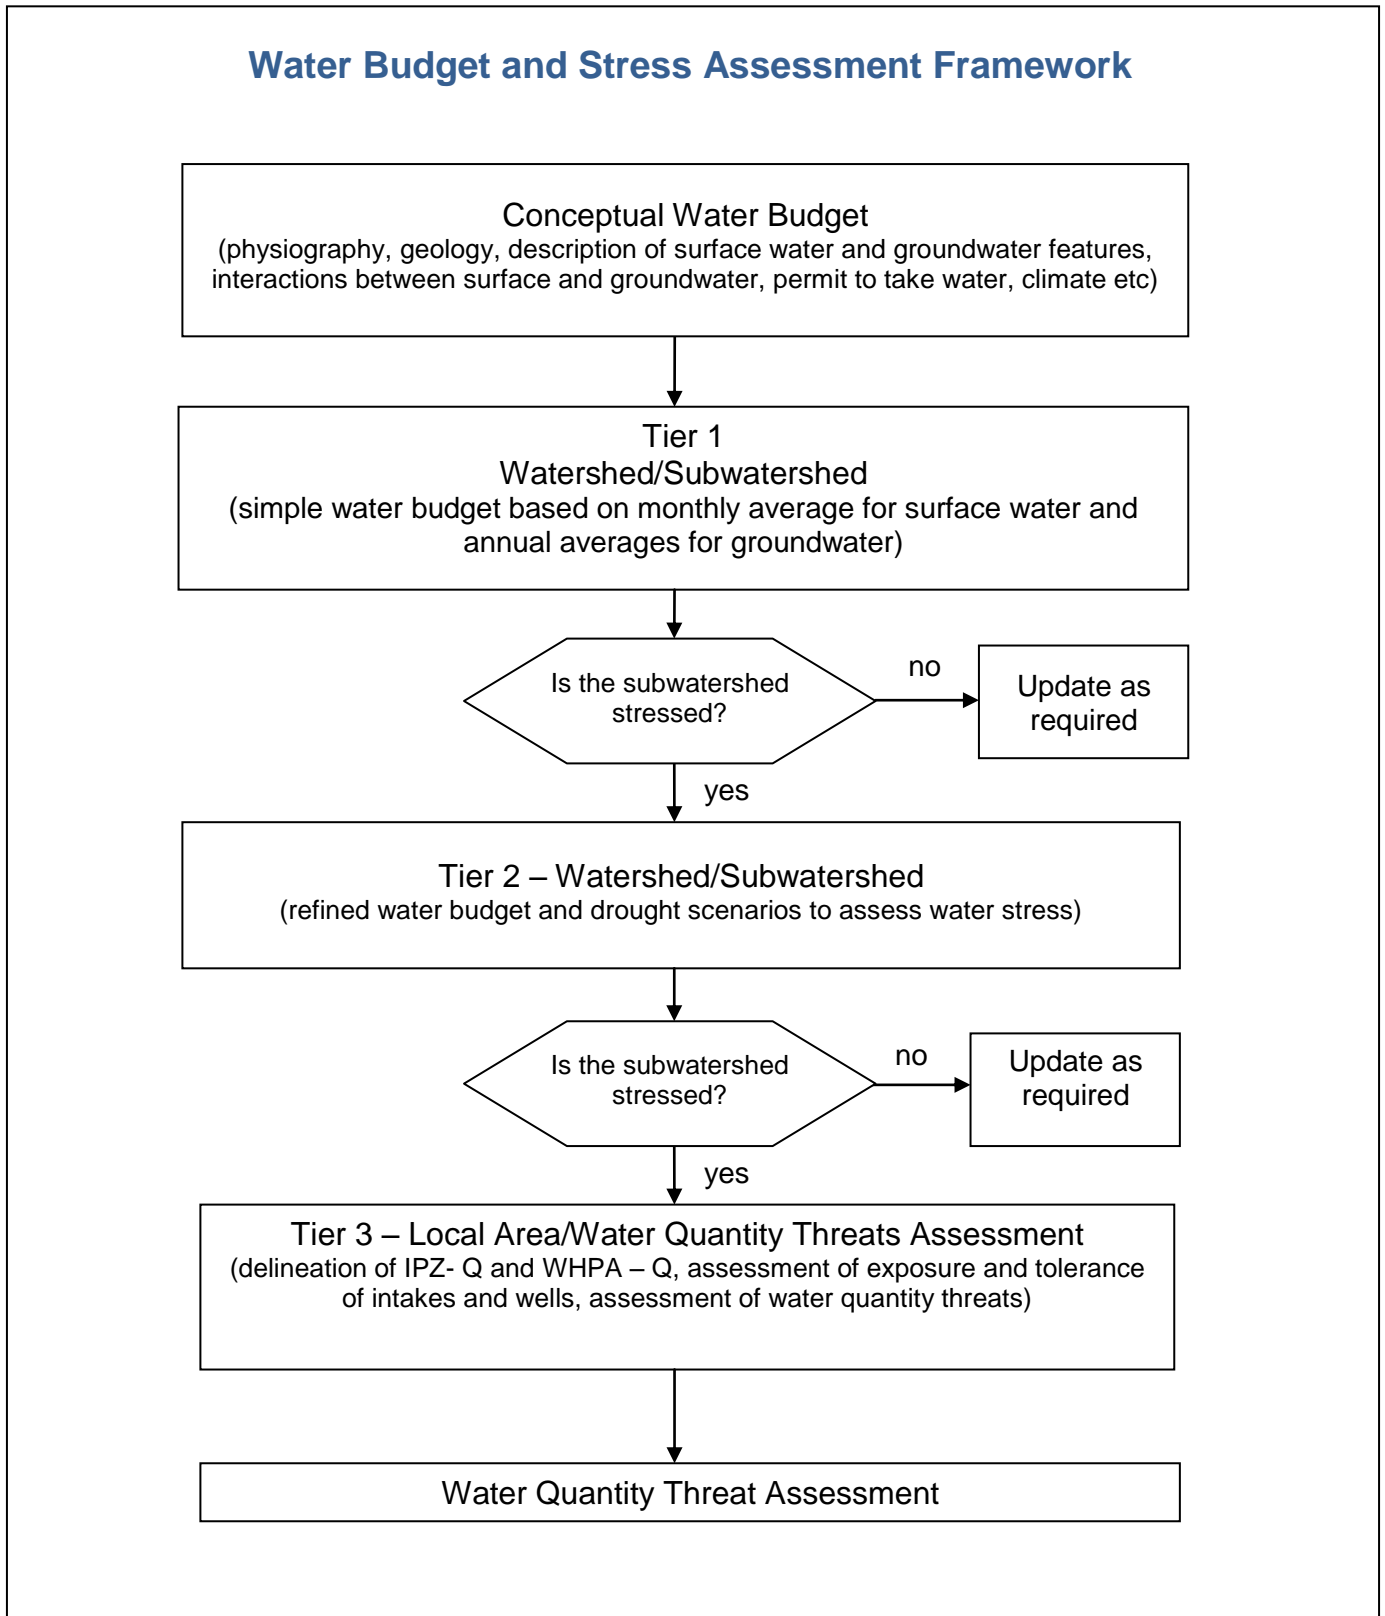 Water Budget and Stress Assessment Framework
Conceptual Water Budget
(physiography, geology, description of surface water and groundwater features,
interactions between surface and groundwater, permit to take water, climate etc)
Tier 1
Watershed/Subwatershed
(simple water budget based on monthly average for surface water and
annual averages for groundwater)
Is the subwatershed
stressed?
no
Update as
required
yes
Tier 2 – Watershed/Subwatershed
(refined water budget and drought scenarios to assess water stress)
Is the subwatershed
stressed?
no
Update as
required
yes
Tier 3 – Local Area/Water Quantity Threats Assessment
(delineation of IPZ- Q and WHPA – Q, assessment of exposure and tolerance
of intakes and wells, assessment of water quantity threats)
Water Quantity Threat Assessment